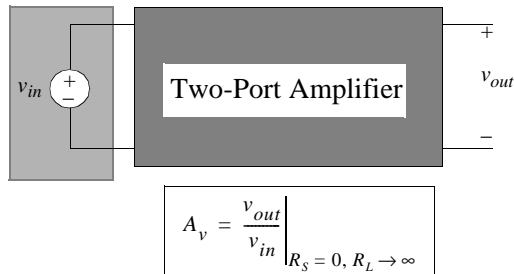 +
v_in
+
−
Two-Port Amplifier
v_out
−
A_v = v_out / v_in | R_S = 0, R_L → ∞